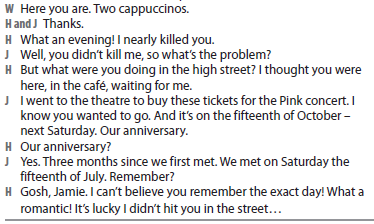 W Here you are. Two cappuccinos.
H and J Thanks.
H What an evening! I nearly killed you.
J Well, you didn't kill me, so what's the problem?
H But what were you doing in the high street? I thought you were
here, in the café, waiting for me.
J I went to the theatre to buy these tickets for the Pink concert. I
know you wanted to go. And it's on the fifteenth of October –
next Saturday. Our anniversary.
H Our anniversary?
J Yes. Three months since we first met. We met on Saturday the
fifteenth of July. Remember?
H Gosh, Jamie. I can't believe you remember the exact day! What a
romantic! It's lucky I didn't hit you in the street…